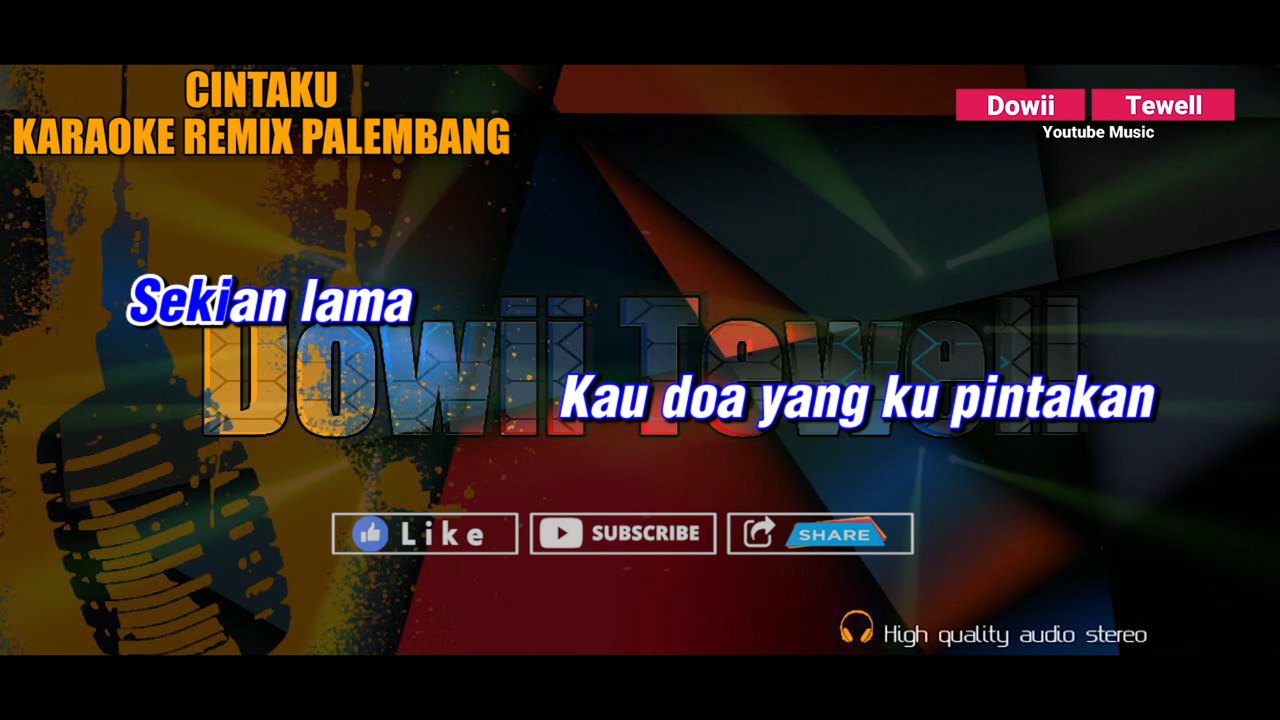 CINTAKU
KARAOKE REMIX PALEMBANG
Dowii Tewell
Youtube Music
Sekian lama
Dowii Tewell
Kau doa yang ku pintakan
Like
SUBSCRIBE
SHARE
High quality audio stereo